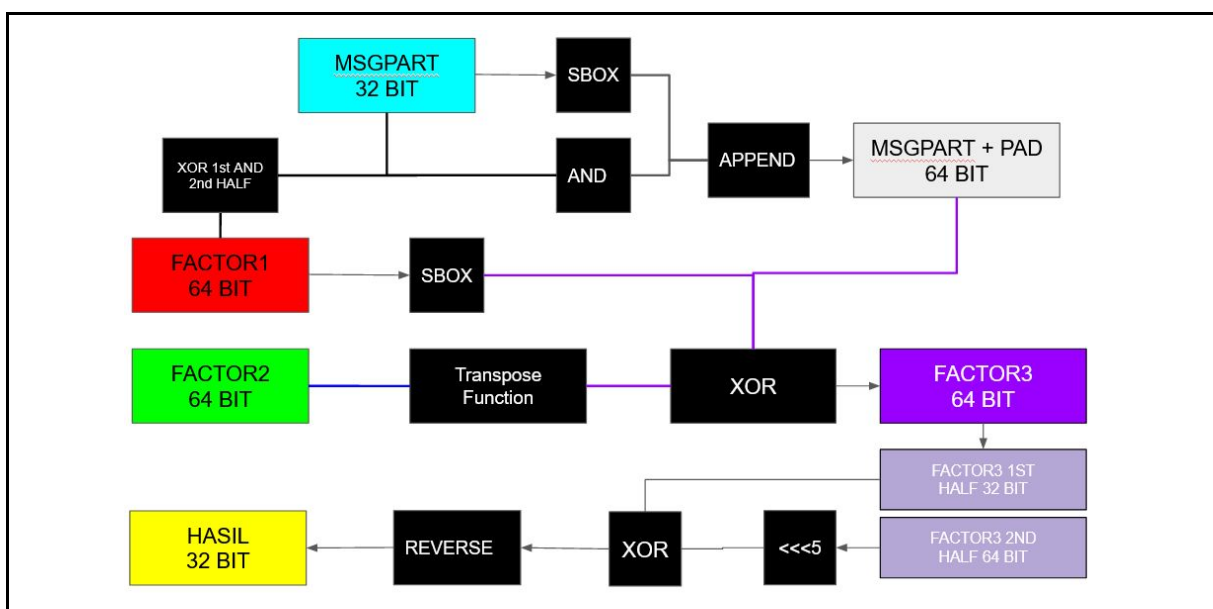 MSGPART
32 BIT
SBOX
XOR 1st AND
2nd HALF
AND
APPEND
MSGPART + PAD
64 BIT
FACTOR1
64 BIT
SBOX
FACTOR2
64 BIT
Transpose
Function
XOR
FACTOR3
64 BIT
FACTOR3 1ST
HALF 32 BIT
HASIL
32 BIT
REVERSE
XOR
<<<5
FACTOR3 2ND
HALF 64 BIT